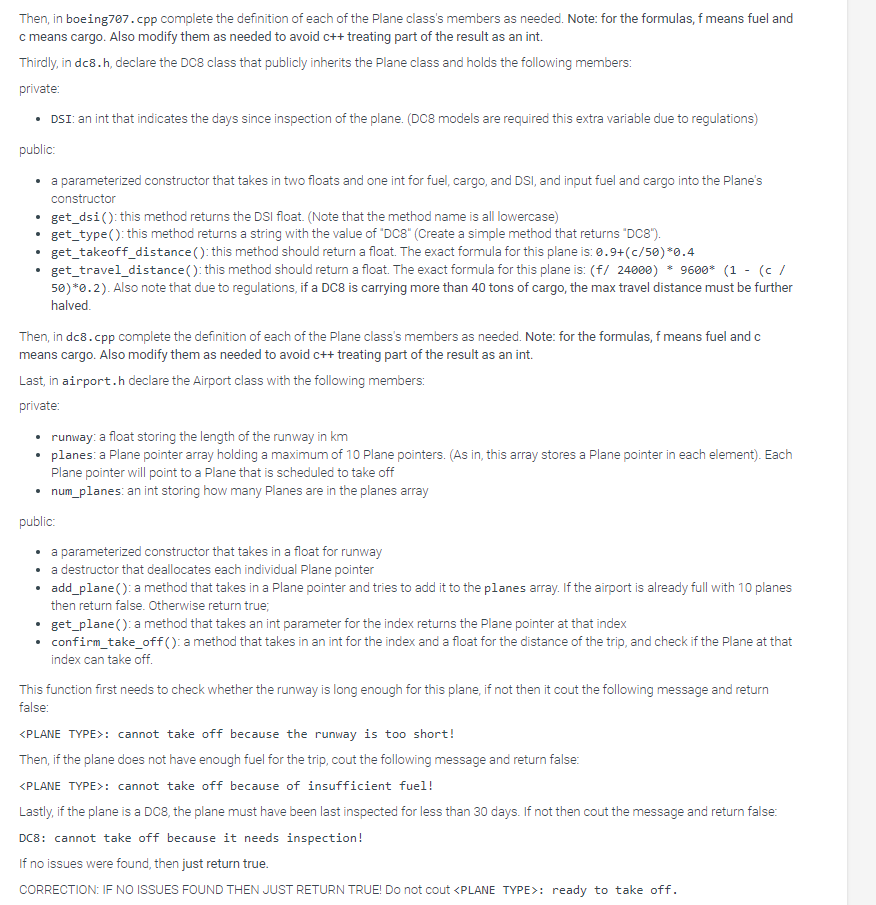 Then, in boeing707.cpp complete the definition of each of the Plane class's members as needed. Note: for the formulas, f means fuel and
c means cargo. Also modify them as needed to avoid c++ treating part of the result as an int.
Thirdly, in dc8.h, declare the DC8 class that publicly inherits the Plane class and holds the following members:
private:
• DSI: an int that indicates the days since inspection of the plane. (DC8 models are required this extra variable due to regulations)
public:
• a parameterized constructor that takes in two floats and one int for fuel, cargo, and DSI, and input fuel and cargo into the Plane's
constructor
• get_dsi(): this method returns the DSI float. (Note that the method name is all lowercase)
• get_type(): this method returns a string with the value of "DC8" (Create a simple method that returns "DC8").
• get_takeoff_distance(): this method should return a float. The exact formula for this plane is: 0.9+(c/50)*0.4
• get_travel_distance(): this method should return a float. The exact formula for this plane is: (f/ 24000) * 9600* (1 - (c /
50)*0.2). Also note that due to regulations, if a DC8 is carrying more than 40 tons of cargo, the max travel distance must be further
halved.
Then, in dc8.cpp complete the definition of each of the Plane class's members as needed. Note: for the formulas, f means fuel and c
means cargo. Also modify them as needed to avoid c++ treating part of the result as an int.
Last, in airport.h declare the Airport class with the following members:
private:
• runway: a float storing the length of the runway in km
• planes: a Plane pointer array holding a maximum of 10 Plane pointers. (As in, this array stores a Plane pointer in each element). Each
Plane pointer will point to a Plane that is scheduled to take off
• num_planes: an int storing how many Planes are in the planes array
public:
• a parameterized constructor that takes in a float for runway
• a destructor that deallocates each individual Plane pointer
• add_plane(): a method that takes in a Plane pointer and tries to add it to the planes array. If the airport is already full with 10 planes
then return false. Otherwise return true;
• get_plane(): a method that takes an int parameter for the index returns the Plane pointer at that index
• confirm_take_off(): a method that takes in an int for the index and a float for the distance of the trip, and check if the Plane at that
index can take off.
This function first needs to check whether the runway is long enough for this plane, if not then it cout the following message and return
false:
<PLANE TYPE>: cannot take off because the runway is too short!
Then, if the plane does not have enough fuel for the trip, cout the following message and return false:
<PLANE TYPE>: cannot take off because of insufficient fuel!
Lastly, if the plane is a DC8, the plane must have been last inspected for less than 30 days. If not then cout the message and return false:
DC8: cannot take off because it needs inspection!
If no issues were found, then just return true.
CORRECTION: IF NO ISSUES FOUND THEN JUST RETURN TRUE! Do not cout <PLANE TYPE>: ready to take off.